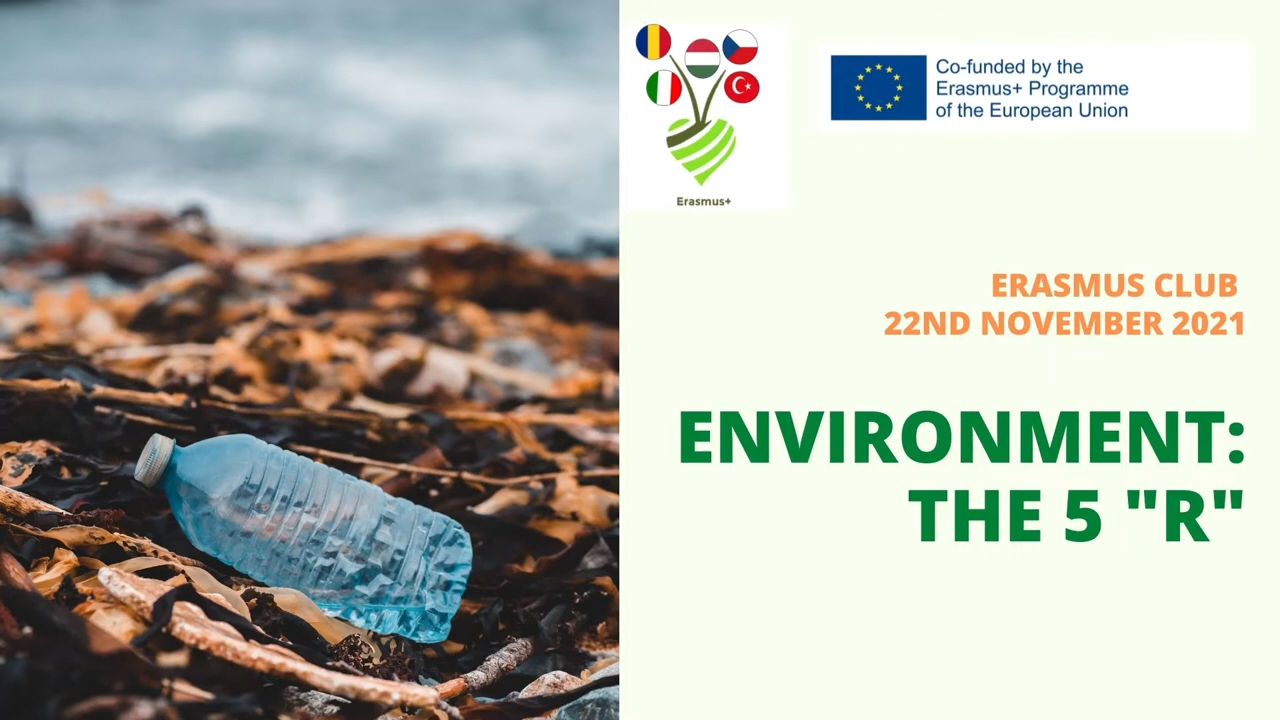 Erasmus+
Co-funded by the
Erasmus+ Programme
of the European Union
ERASMUS CLUB
22ND NOVEMBER 2021
ENVIRONMENT:
THE 5 "R"